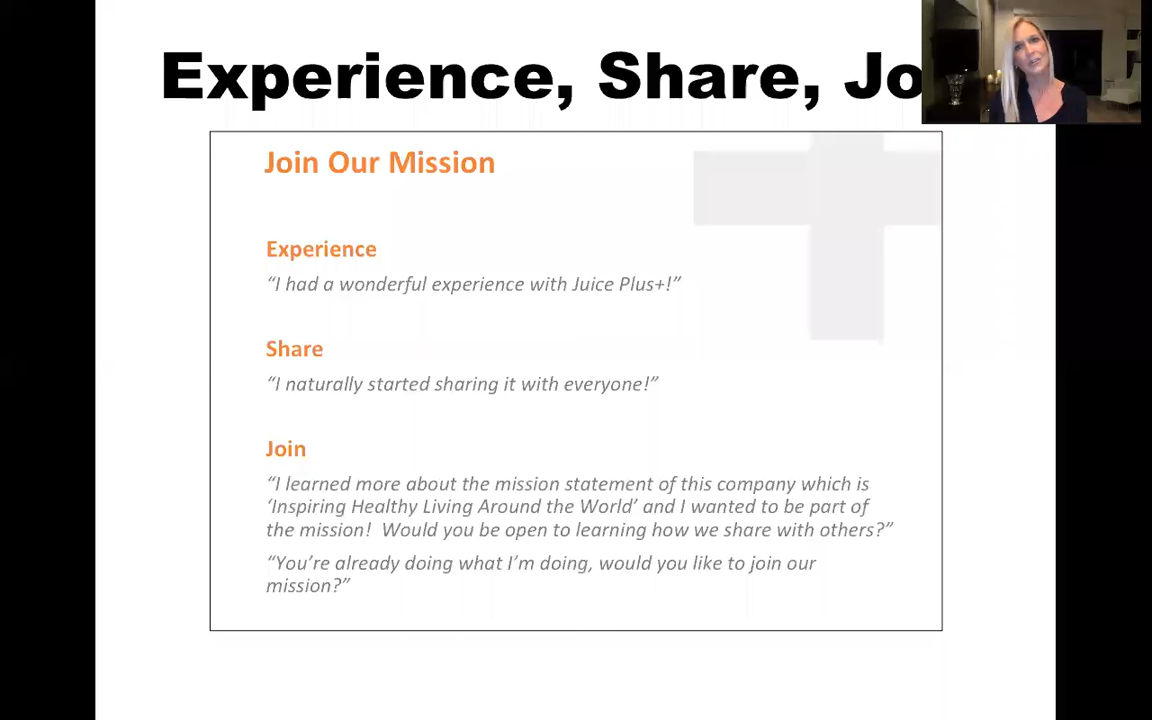 Experience, Share, Jo
Join Our Mission
Experience
“I had a wonderful experience with Juice Plus+!”
Share
“I naturally started sharing it with everyone!”
Join
“I learned more about the mission statement of this company which is
‘Inspiring Healthy Living Around the World’ and I wanted to be part of
the mission!  Would you be open to learning how we share with others?”
“You’re already doing what I’m doing, would you like to join our
mission?”